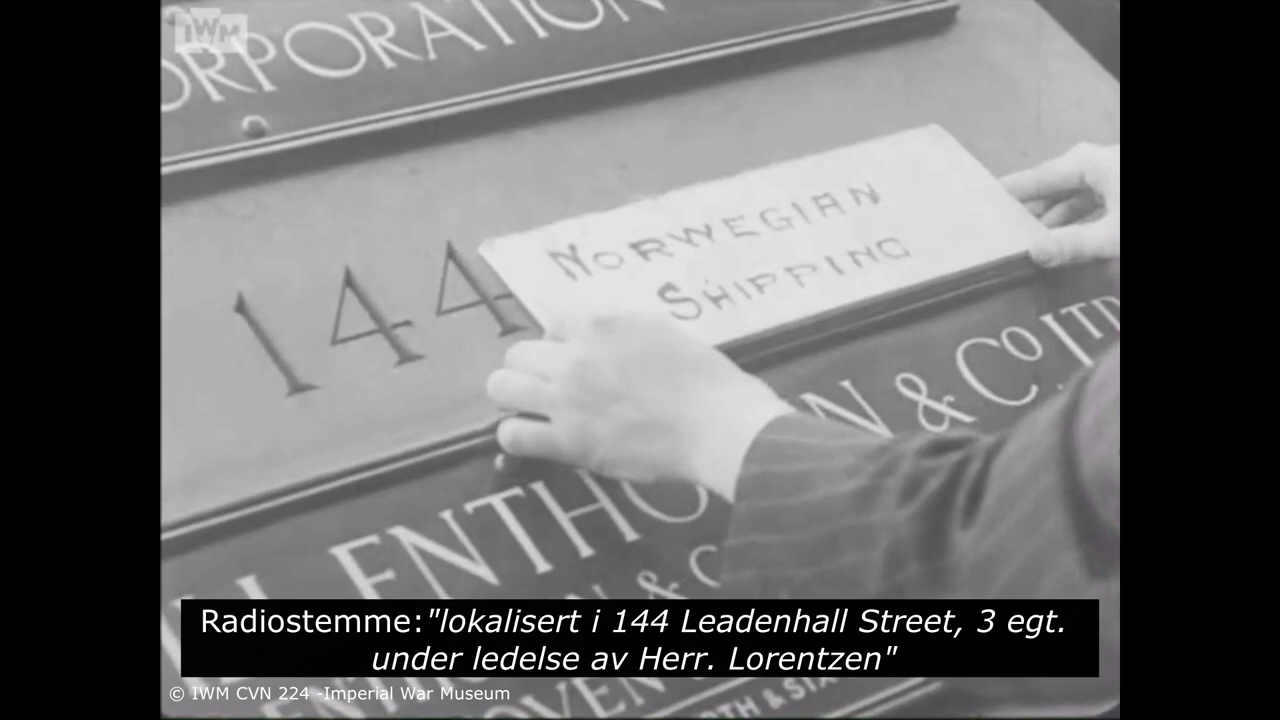 IWM
ORPORATION
144
NORWEGIAN
SHIPPING
N & Co LTD
ENTHO
N & C
Radiostemme:"lokalisert i 144 Leadenhall Street, 3 egt.
under ledelse av Herr. Lorentzen"
© IWM CVN 224 -Imperial War Museum